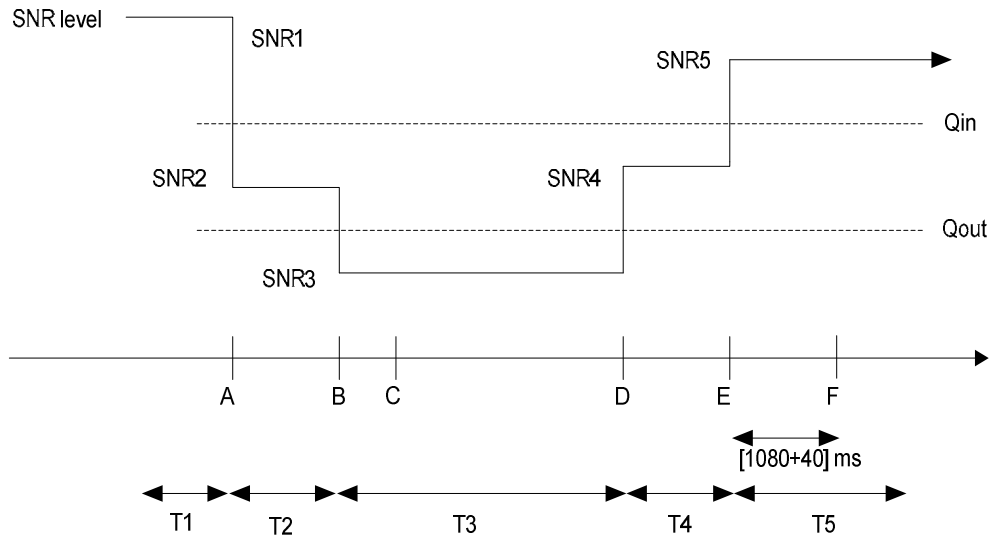 SNR level
SNR1
SNR5
Qin
SNR2
SNR4
Qout
SNR3
A B C D E F
[1080+40] ms
T1 T2 T3 T4 T5